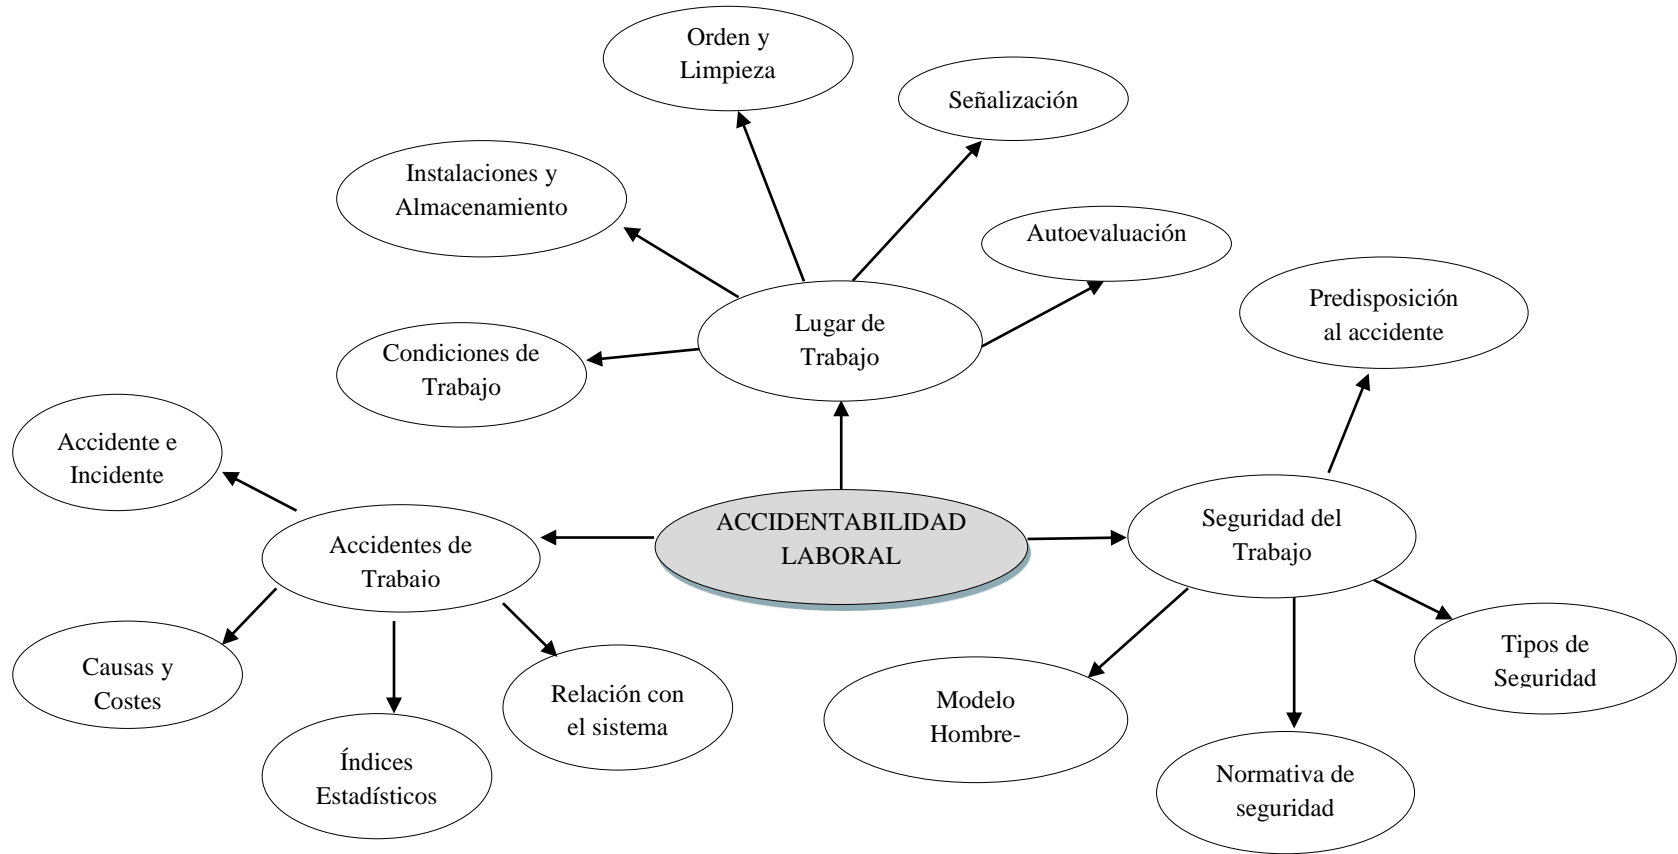 Orden y
Limpieza
Señalización
Instalaciones y
Almacenamiento
Autoevaluación
Predisposición
al accidente
Lugar de
Trabajo
Condiciones de
Trabajo
Accidente e
Incidente
ACCIDENTABILIDAD
LABORAL
Seguridad del
Trabajo
Accidentes de
Trabajo
Causas y
Costes
Índices
Estadísticos
Relación con
el sistema
Modelo
Hombre-
Normativa de
seguridad
Tipos de
Seguridad